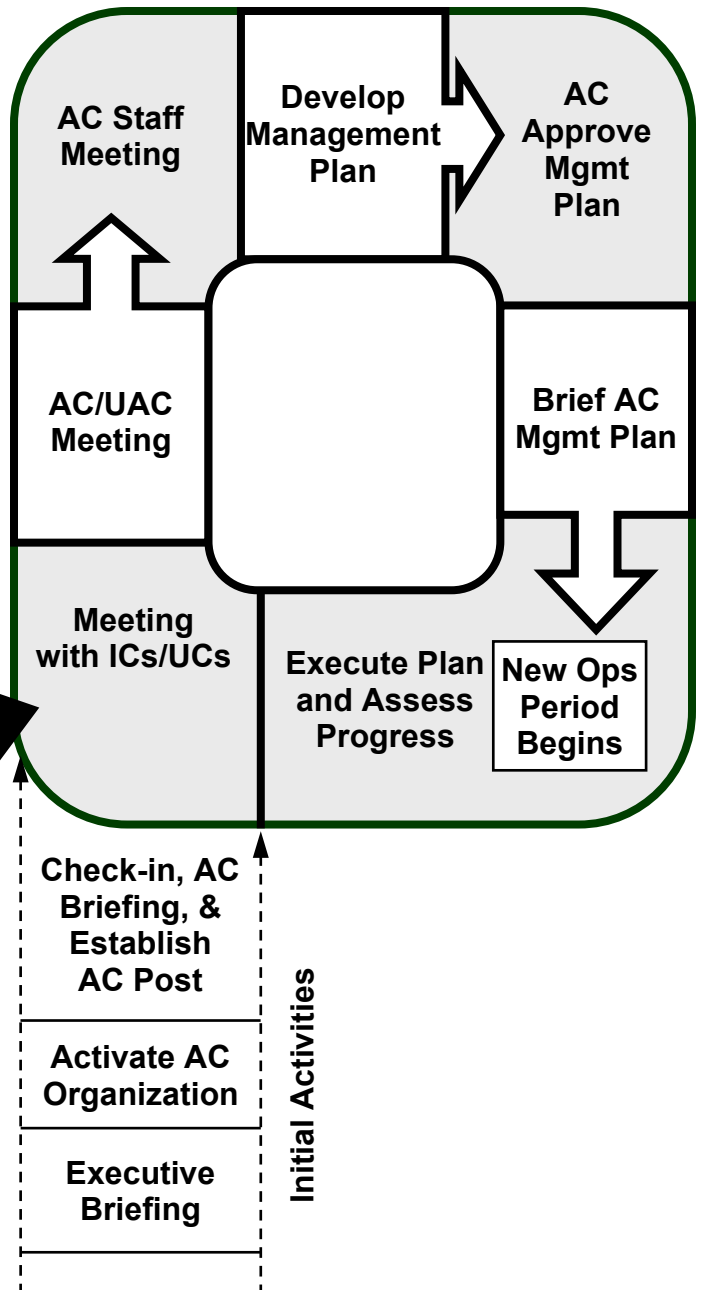 AC Staff
Meeting
Develop
Management
Plan
AC
Approve
Mgmt
Plan
AC/UAC
Meeting
Brief AC
Mgmt Plan
Meeting
with ICs/UCs
Execute Plan
and Assess
Progress
New Ops
Period
Begins
Check-in, AC
Briefing, &
Establish
AC Post
Activate AC
Organization
Executive
Briefing
Initial Activities